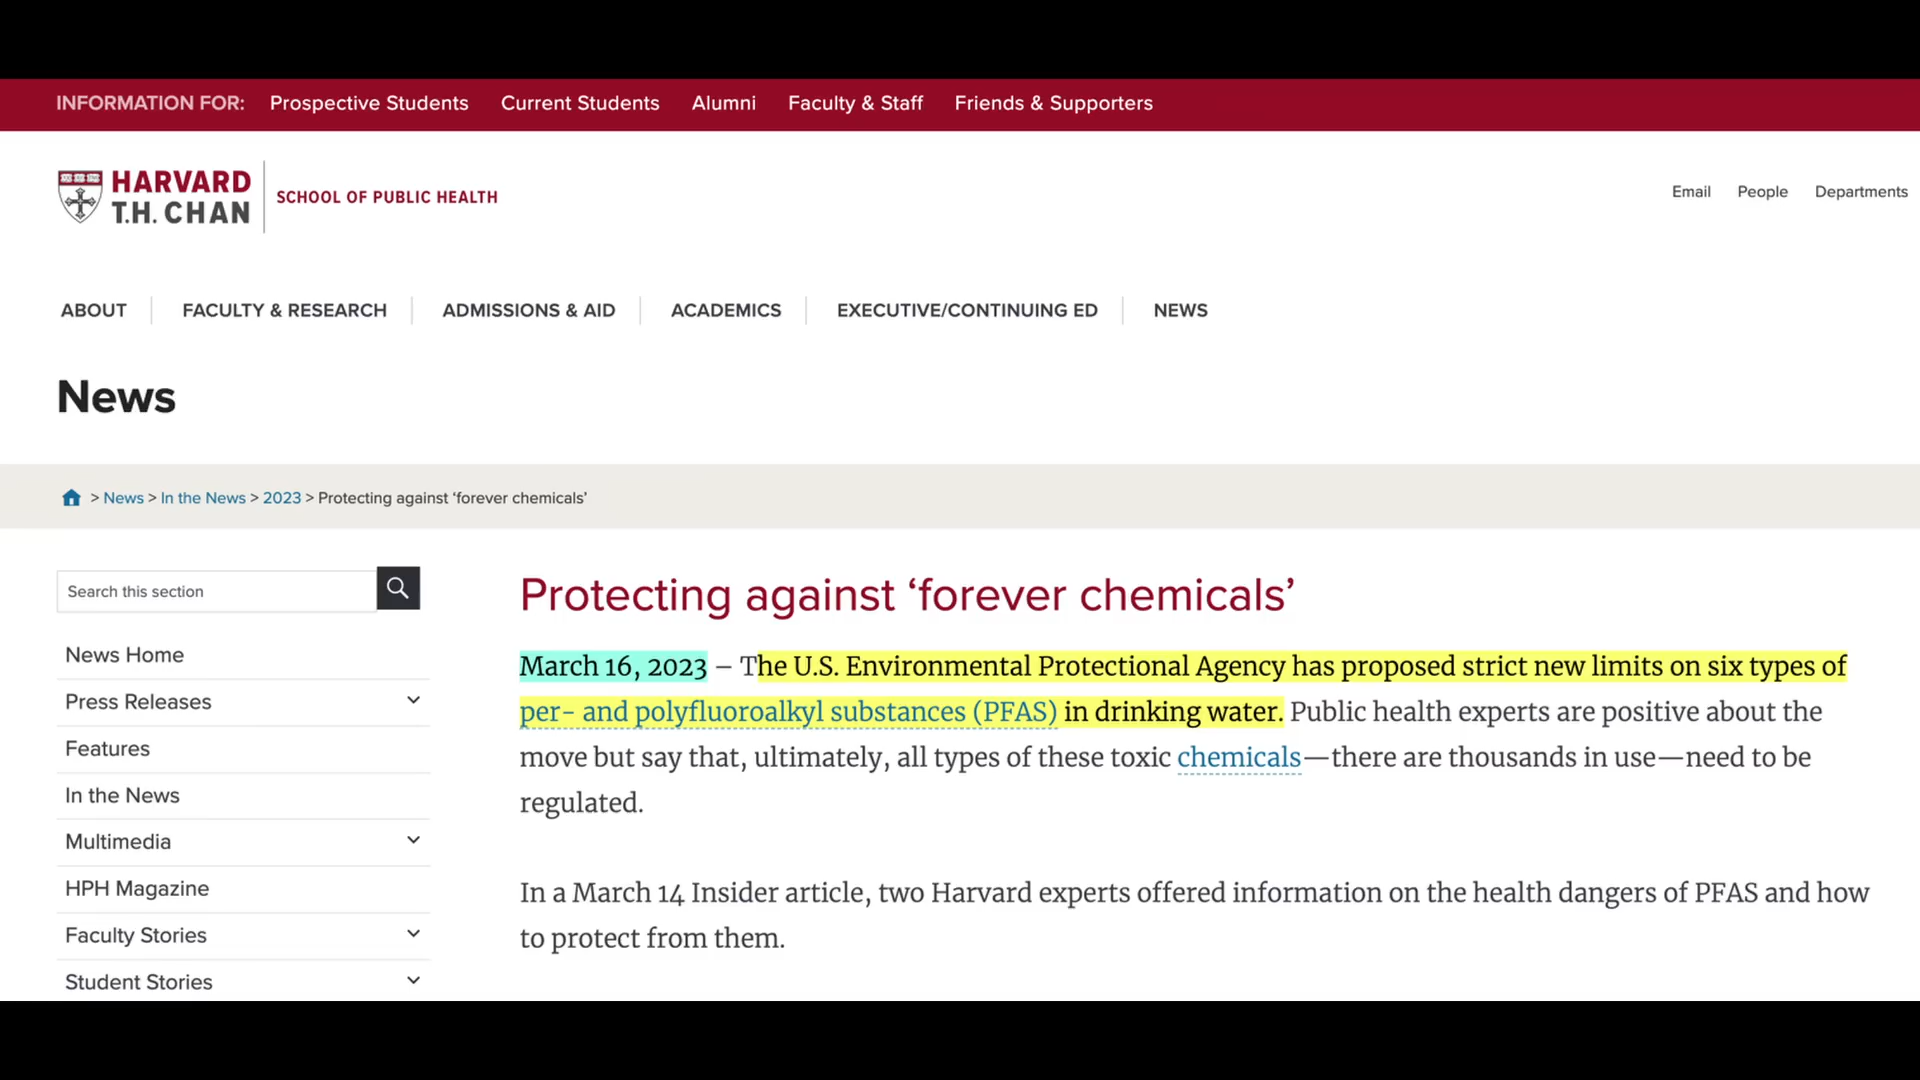 INFORMATION FOR: Prospective Students Current Students Alumni Faculty & Staff Friends & Supporters
HARVARD
T.H. CHAN
SCHOOL OF PUBLIC HEALTH
Email People Departments
ABOUT FACULTY & RESEARCH ADMISSIONS & AID ACADEMICS EXECUTIVE/CONTINUING ED NEWS
News
> News > In the News > 2023 > Protecting against ‘forever chemicals’
Search this section
News Home
Press Releases
Features
In the News
Multimedia
HPH Magazine
Faculty Stories
Student Stories
Protecting against ‘forever chemicals’
March 16, 2023 – The U.S. Environmental Protectional Agency has proposed strict new limits on six types of
per- and polyfluoroalkyl substances (PFAS) in drinking water. Public health experts are positive about the
move but say that, ultimately, all types of these toxic chemicals—there are thousands in use—need to be
regulated.
In a March 14 Insider article, two Harvard experts offered information on the health dangers of PFAS and how
to protect from them.